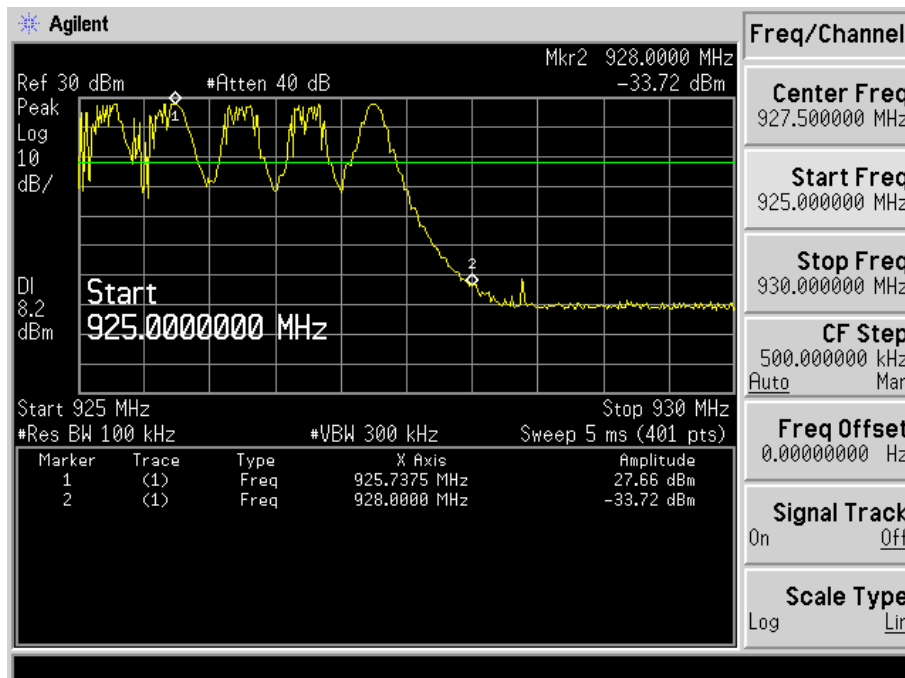 Agilent
Freq/Channel
Mkr2 928.0000 MHz
Ref 30 dBm #Atten 40 dB -33.72 dBm
Peak
Log
10
dB/
1
2
DI
8.2
dBm
Start
925.0000000 MHz
Start 925 MHz Stop 930 MHz
#Res BW 100 kHz #VBW 300 kHz Sweep 5 ms (401 pts)
Marker Trace Type X Axis Amplitude
1 (1) Freq 925.7375 MHz 27.66 dBm
2 (1) Freq 928.0000 MHz -33.72 dBm
Center Freq
927.500000 MHz
Start Freq
925.000000 MHz
Stop Freq
930.000000 MHz
CF Step
500.000000 kHz
Auto Man
Freq Offset
0.00000000 Hz
Signal Track
On Off
Scale Type
Log Lin